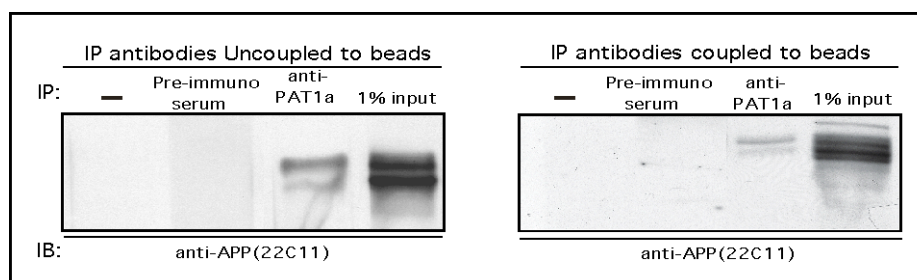 IP antibodies Uncoupled to beads
IP:
—
Pre-immuno
serum
anti-
PAT1a
1% input
IB:
anti-APP(22C11)
IP antibodies coupled to beads
—
Pre-immuno
serum
anti-
PAT1a
1% input
anti-APP(22C11)